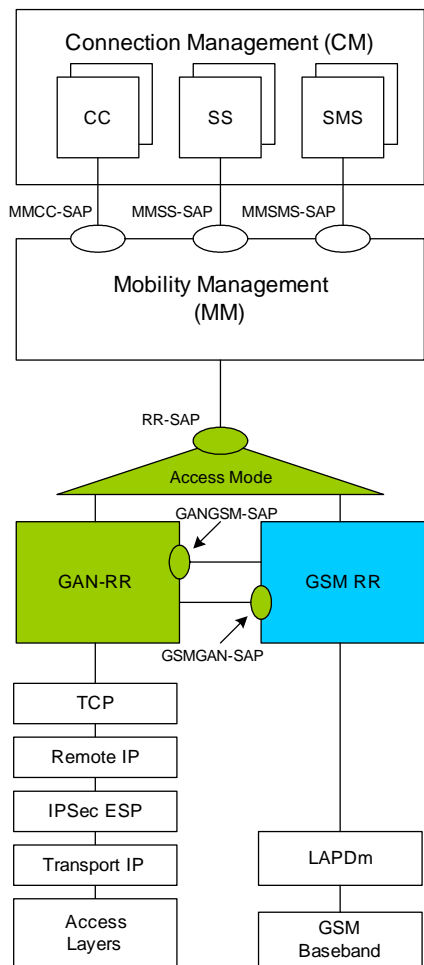 Connection Management (CM)
CC
SS
SMS
MMCC-SAP
MMSS-SAP
MMSMS-SAP
Mobility Management
(MM)
RR-SAP
Access Mode
GANGSM-SAP
GAN-RR
GSM RR
GSMGAN-SAP
TCP
Remote IP
IPSec ESP
Transport IP
LAPDm
Access
Layers
GSM
Baseband